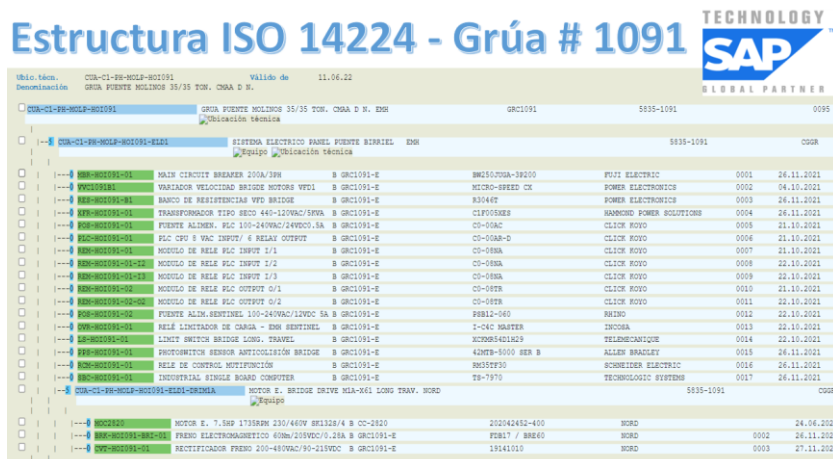 Estructura ISO 14224 - Grúa # 1091
TECHNOLOGY
SAP
GLOBAL PARTNER
Ubic.técn. CUA-C1-PH-MOLP-HOI091 Válido de 11.06.22
Denominación GRUA PUENTE MOLINOS 35/35 TON. CMAA D N.
CUA-C1-PH-MOLP-HOI091 GRUA PUENTE MOLINOS 35/35 TON. CMAA D N. EMH GRC1091 5835-1091 0095
Ubicación técnica
CUA-C1-PH-MOLP-HOI091-ELD1 SISTEMA ELECTRICO PANEL PUENTE BIRRIEL EMH 5835-1091 CGGR
Equipo Ubicación técnica
MBR-HOI091-01 MAIN CIRCUIT BREAKER 200A/3PH B GRC1091-E BW250JUGA-3P200 FUJI ELECTRIC 0001 26.11.2021
VVC1091B1 VARIADOR VELOCIDAD BRIGDE MOTORS VFD1 B GRC1091-E MICRO-SPEED CX POWER ELECTRONICS 0002 04.10.2021
RES-HOI091-B1 BANCO DE RESISTENCIAS VFD BRIDGE B GRC1091-E R3046T POWER ELECTRONICS 0003 26.11.2021
XFR-HOI091-01 TRANSFORMADOR TIPO SECO 440-120VAC/5KVA B GRC1091-E C1F005XES HAMMOND POWER SOLUTIONS 0004 26.11.2021
POS-HOI091-01 FUENTE ALIMEN. PLC 100-240VAC/24VDC0.5A B GRC1091-E C0-00AC CLICK KOYO 0005 21.10.2021
PLC-HOI091-01 PLC CPU 8 VAC INPUT/ 6 RELAY OUTPUT B GRC1091-E C0-00AR-D CLICK KOYO 0006 21.10.2021
REM-HOI091-01 MODULO DE RELE PLC INPUT I/1 B GRC1091-E C0-08NA CLICK KOYO 0007 21.10.2021
REM-HOI091-01-I2 MODULO DE RELE PLC INPUT I/2 B GRC1091-E C0-08NA CLICK KOYO 0008 22.10.2021
REM-HOI091-01-I3 MODULO DE RELE PLC INPUT I/3 B GRC1091-E C0-08NA CLICK KOYO 0009 22.10.2021
REM-HOI091-02 MODULO DE RELE PLC OUTPUT O/1 B GRC1091-E C0-08TR CLICK KOYO 0010 21.10.2021
REM-HOI091-02-02 MODULO DE RELE PLC OUTPUT O/2 B GRC1091-E C0-08TR CLICK KOYO 0011 22.10.2021
POS-HOI091-02 FUENTE ALIM.SENTINEL 100-240VAC/12VDC 5A B GRC1091-E PSB12-060 RHINO 0012 22.10.2021
OVR-HOI091-01 RELÉ LIMITADOR DE CARGA - EMH SENTINEL B GRC1091-E I-C4C MASTER INCOSA 0013 22.10.2021
LS-HOI091-01 LIMIT SWITCH BRIDGE LONG. TRAVEL B GRC1091-E XCKMR54D1H29 TELEMECANIQUE 0014 22.10.2021
PPS-HOI091-01 PHOTOSWITCH SENSOR ANTICOLISIÓN BRIDGE B GRC1091-E 42MTB-5000 SER B ALLEN BRADLEY 0015 26.11.2021
RCM-HOI091-01 RELE DE CONTROL MUTIFUNCIÓN B GRC1091-E RM35TF30 SCHNEIDER ELECTRIC 0016 26.11.2021
SBC-HOI091-01 INDUSTRIAL SINGLE BOARD COMPUTER B GRC1091-E TS-7970 TECHNOLOGIC SYSTEMS 0017 26.11.2021
CUA-C1-PH-MOLP-HOI091-ELD1-DRIM1A MOTOR E. BRIDGE DRIVE M1A-X61 LONG TRAV. NORD 5835-1091 CGGR
Equipo
MOC2820 MOTOR E. 7.5HP 1735RPM 230/460V SK132S/4 B CC-2820 202042452-400 NORD 24.06.202
BRK-HOI091-BRI-01 FRENO ELECTROMAGNETICO 60Nm/205VDC/0.28A B GRC1091-E FDB17 / BRE60 NORD 0002 26.11.202
CWT-HOI091-01 RECTIFICADOR FRENO 200-480VAC/90-215VDC B GRC1091-E 19141010 NORD 0003 27.11.202